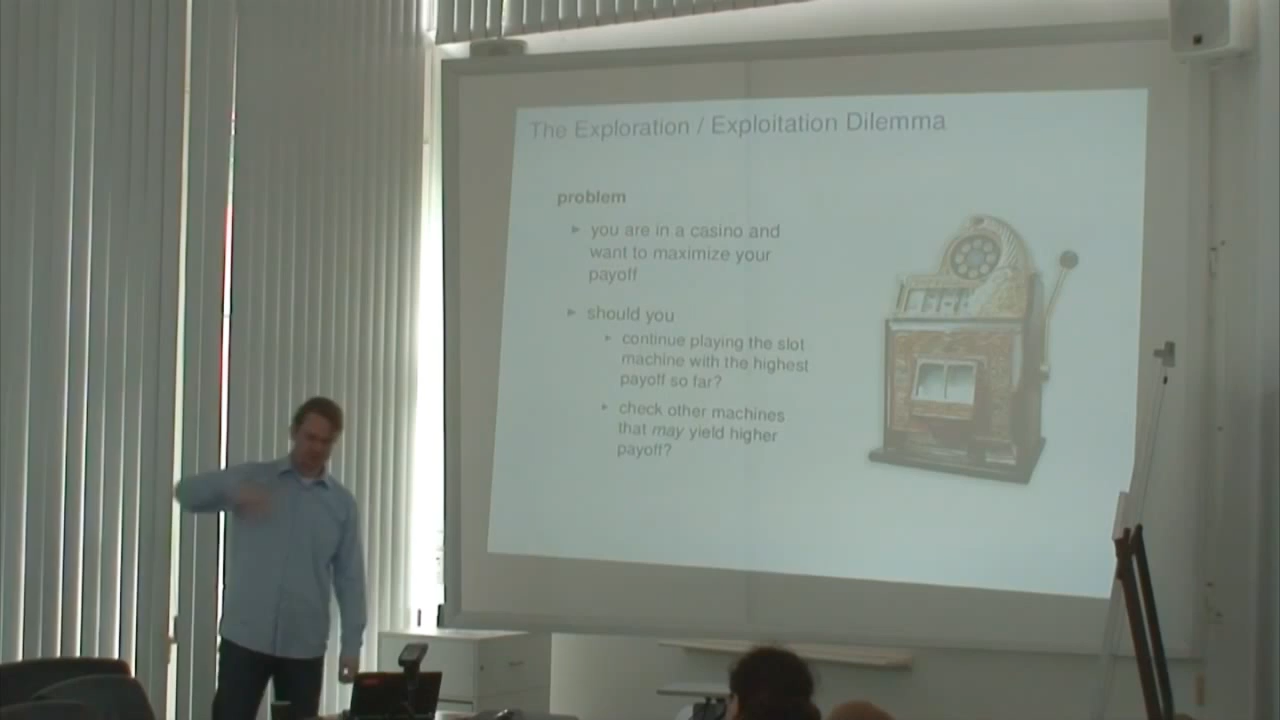 The Exploration / Exploitation Dilemma
problem
you are in a casino and
want to maximize your
payoff
should you
continue playing the slot
machine with the highest
payoff so far?
check other machines
that may yield higher
payoff?